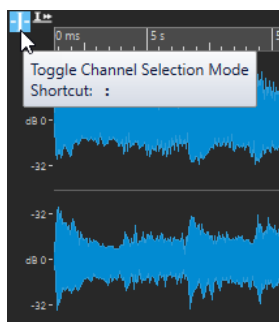 0 ms 5 s
Toggle Channel Selection Mode
Shortcut: :
dB 0-
-32-
-32-
dB 0-
-32-